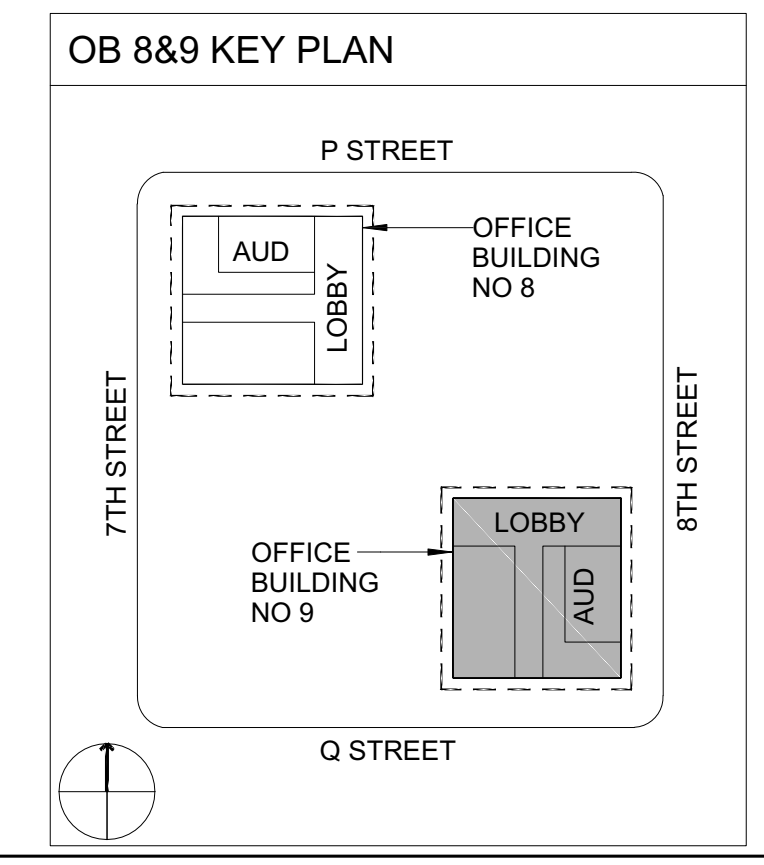 OB 8&9 KEY PLAN
P STREET
AUD
LOBBY
OFFICE
BUILDING
NO 8
7TH STREET
8TH STREET
LOBBY
AUD
OFFICE
BUILDING
NO 9
Q STREET